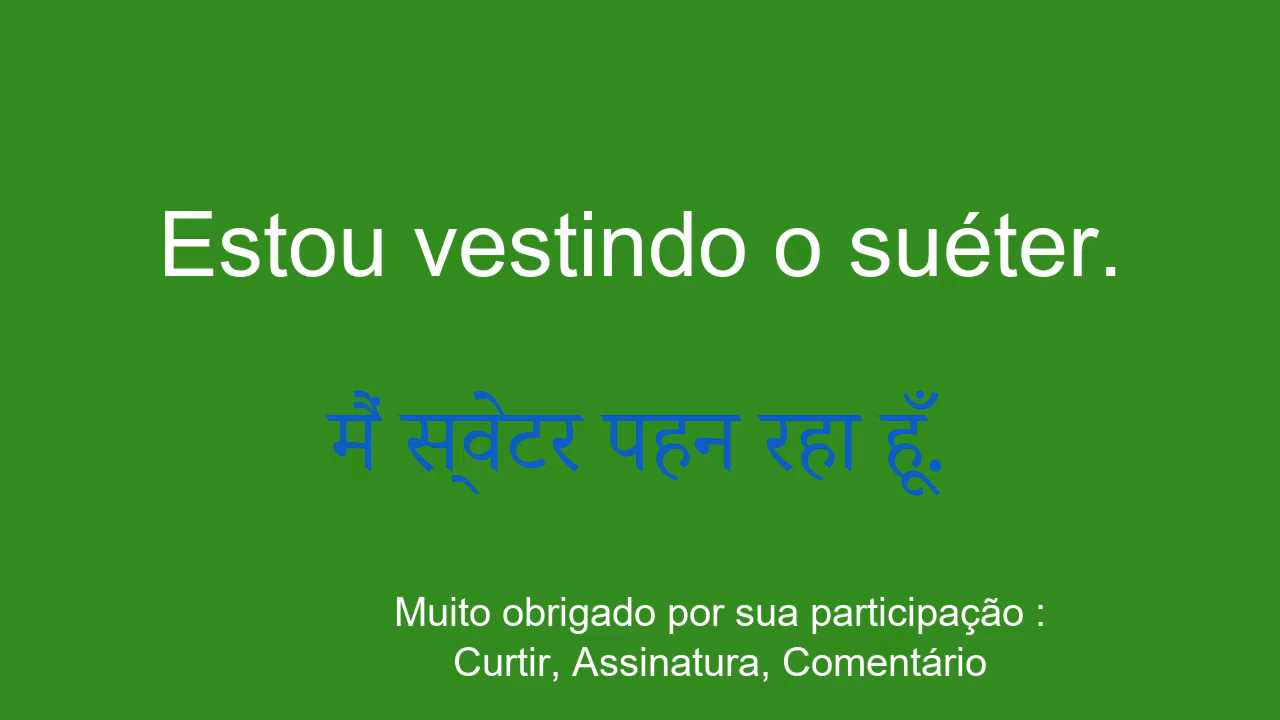 Estou vestindo o suéter.
मैं स्वेटर पहन रहा हूँ.
Muito obrigado por sua participação :
Curtir, Assinatura, Comentário